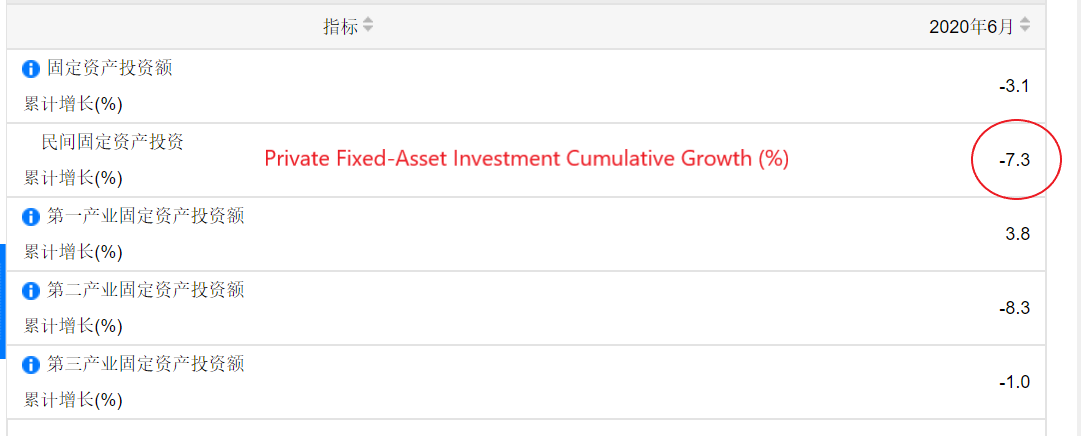 指标 2020年6月
固定资产投资额
累计增长(%)
-3.1
民间固定资产投资
累计增长(%)
Private Fixed-Asset Investment Cumulative Growth (%)
-7.3
第一产业固定资产投资额
累计增长(%)
3.8
第二产业固定资产投资额
累计增长(%)
-8.3
第三产业固定资产投资额
累计增长(%)
-1.0